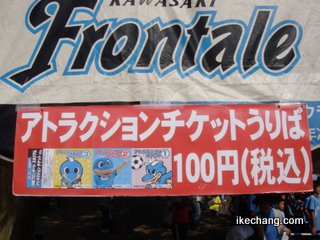 KAWASAKI
Frontale
アトラクションチケットうりば
100円(税込)
ikechang.com